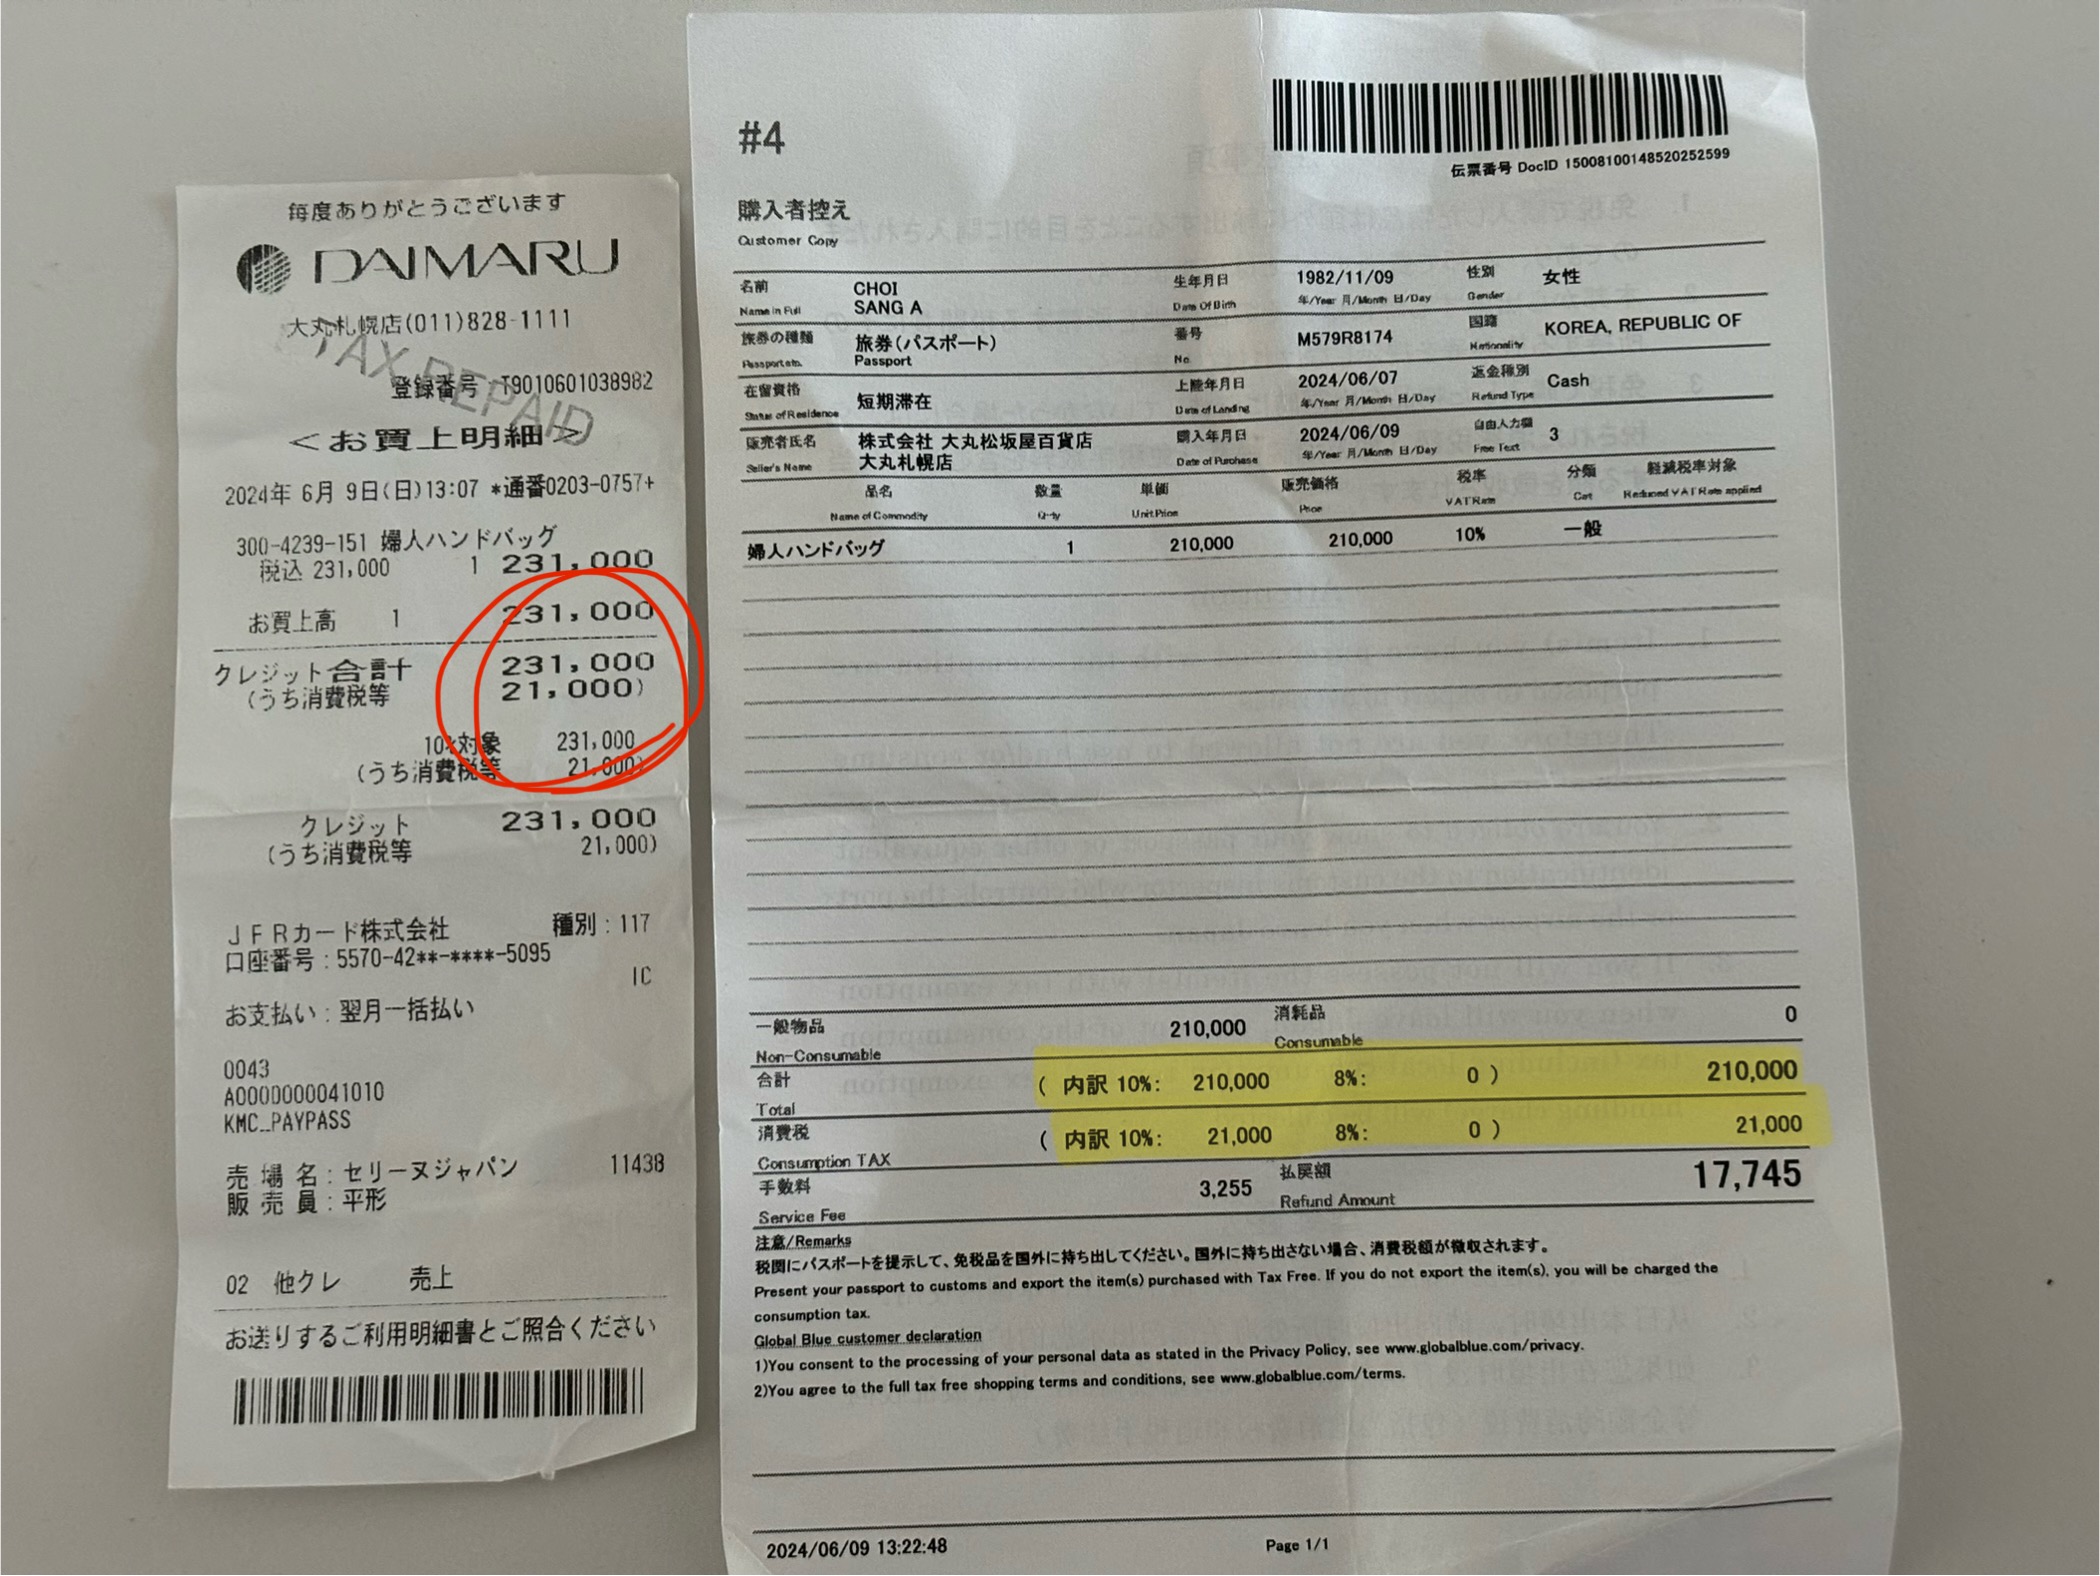 毎度ありがとうございます
DAIMARU
大丸札幌店(011)828-1111
TAX REPAID
登録番号:T9010601038982
<お買上明細>
2024年 6月 9日(日)13:07 *通番0203-0757+
300-4239-151 婦人ハンドバッグ
税込 231,000 1 231,000
お買上高 1 231,000
クレジット合計 231,000
(うち消費税等 21,000)
10%対象 231,000
(うち消費税等 21,000)
クレジット 231,000
(うち消費税等 21,000)
JFRカード株式会社 種別:117
口座番号:5570-42**-****-5095
IC
お支払い:翌月一括払い
0043
A0000000041010
KMC_PAYPASS
売 場 名:セリーヌジャパン 11438
販 売 員:平形
02 他クレ 売上
お送りするご利用明細書とご照合ください
#4
伝票番号 DocID 15008100148520252599
購入者控え
Customer Copy
名前 CHOI 生年月日 1982/11/09 性別 女性
Name in Full SANG A Date Of Birth 年/Year 月/Month 日/Day Gender
旅券の種類 旅券(パスポート) 番号 M579R8174 国籍 KOREA, REPUBLIC OF
Passport etc. Passport No. Nationality
在留資格 短期滞在 上陸年月日 2024/06/07 返金種別 Cash
Status of Residence Date of Landing 年/Year 月/Month 日/Day Refund Type
販売者氏名 株式会社 大丸松坂屋百貨店 購入年月日 2024/06/09 自由入力欄 3
Seller's Name 大丸札幌店 Date of Purchase 年/Year 月/Month 日/Day Free Text
品名 数量 単価 販売価格 税率 分類 軽減税率対象
Name of Commodity Q-ty Unit Price Price VAT Rate Cat Reduced VAT Rate applied
婦人ハンドバッグ 1 210,000 210,000 10% 一般
一般物品 210,000 消耗品 0
Non-Consumable Consumable
合計 ( 内訳 10%: 210,000 8%: 0 ) 210,000
Total
消費税 ( 内訳 10%: 21,000 8%: 0 ) 21,000
Consumption TAX
手数料 3,255 払戻額 17,745
Service Fee Refund Amount
注意/Remarks
税関にパスポートを提示して、免税品を国外に持ち出してください。国外に持ち出さない場合、消費税額が徴収されます。
Present your passport to customs and export the item(s) purchased with Tax Free. If you do not export the item(s), you will be charged the
consumption tax.
Global Blue customer declaration
1)You consent to the processing of your personal data as stated in the Privacy Policy, see www.globalblue.com/privacy.
2)You agree to the full tax free shopping terms and conditions, see www.globalblue.com/terms.
2024/06/09 13:22:48 Page 1/1